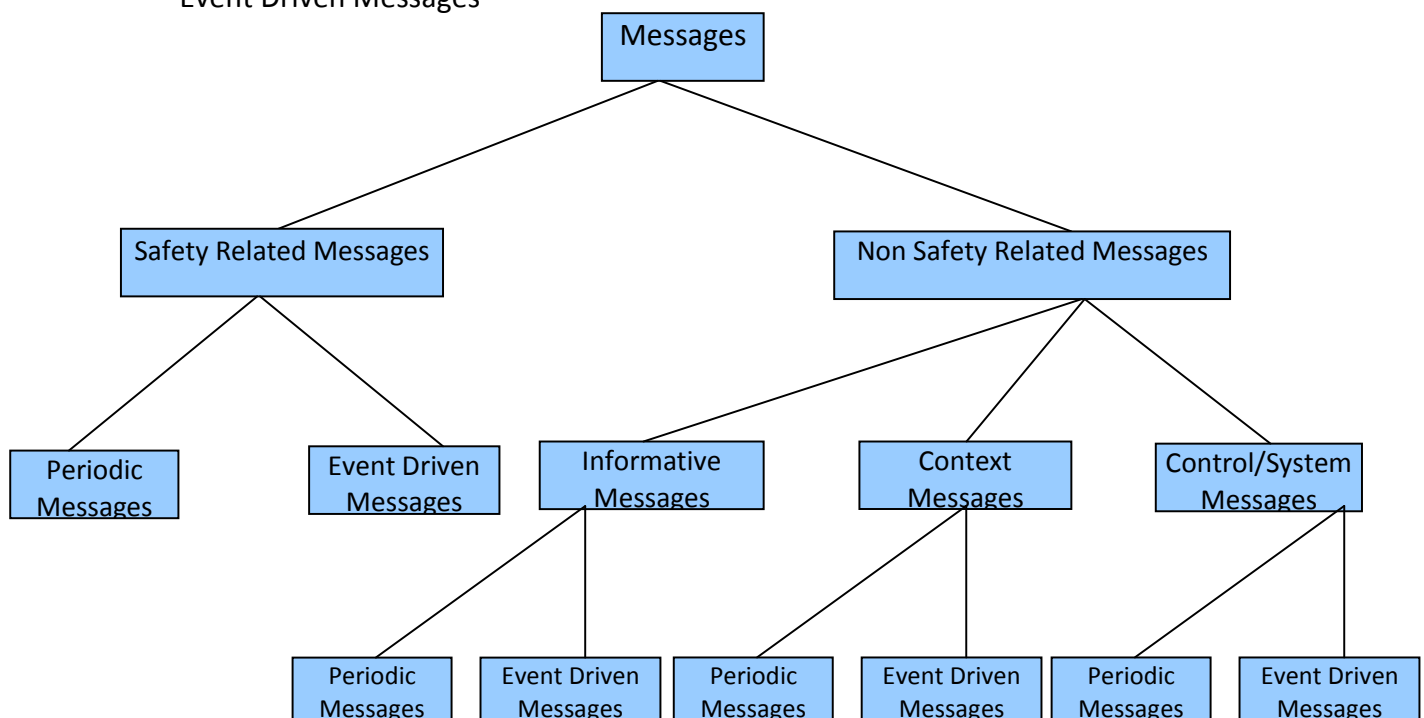 Event Driven Messages
Messages
Safety Related Messages
Non Safety Related Messages
Periodic
Messages
Event Driven
Messages
Informative
Messages
Context
Messages
Control/System
Messages
Periodic
Messages
Event Driven
Messages
Periodic
Messages
Event Driven
Messages
Periodic
Messages
Event Driven
Messages